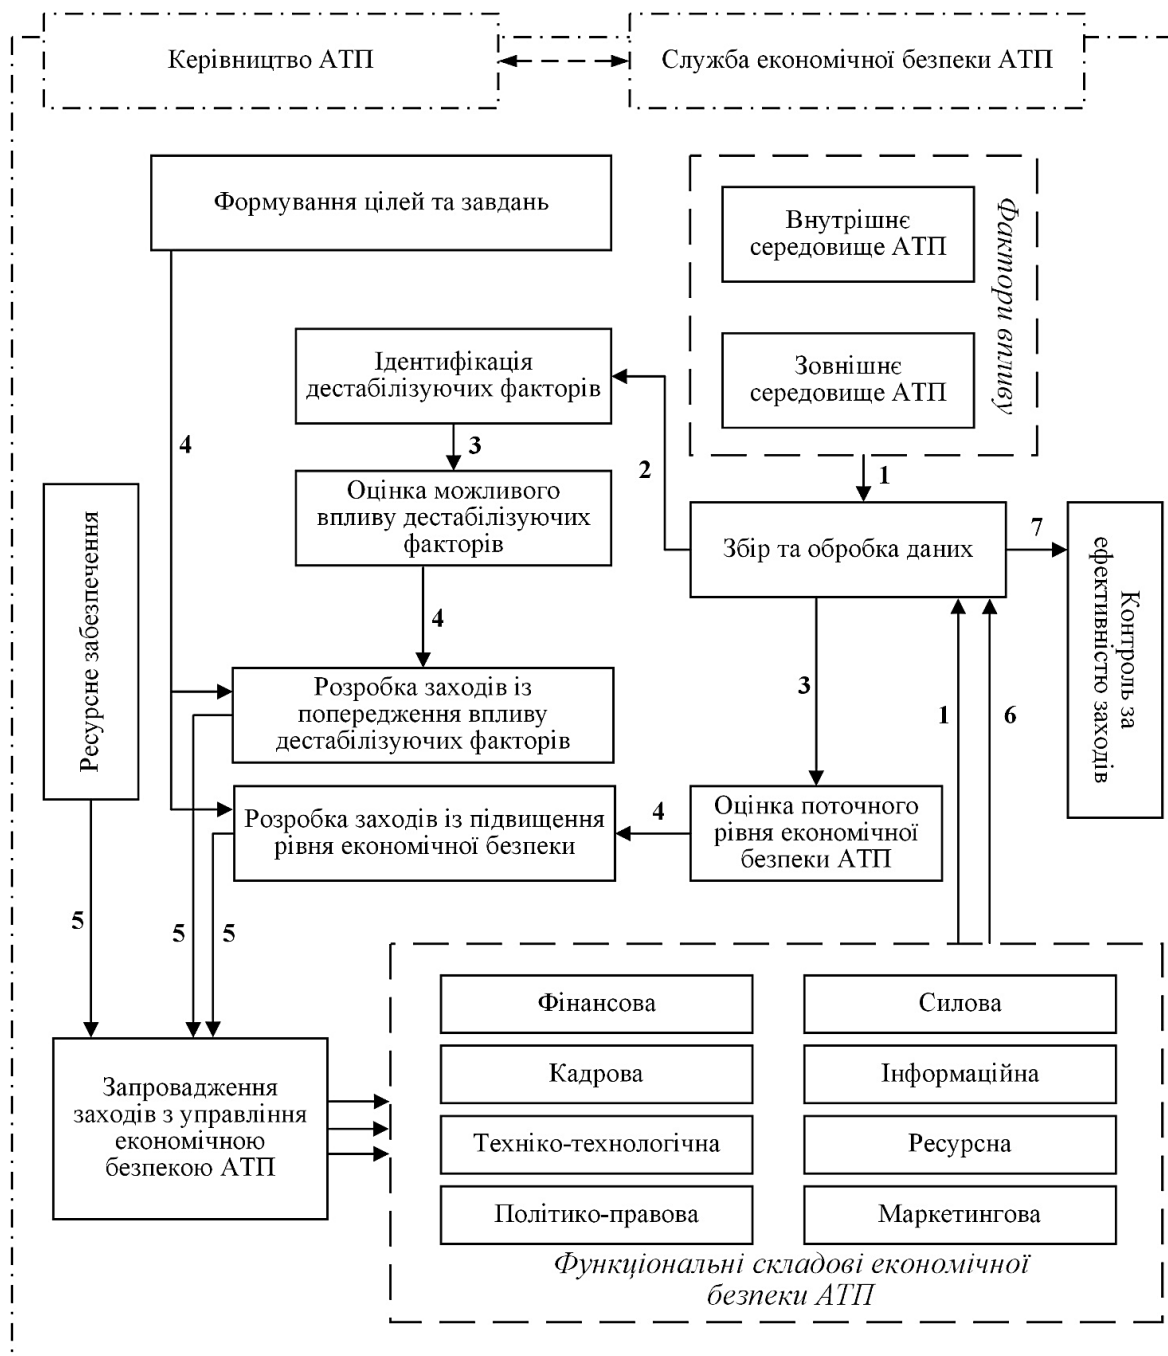 Керівництво АТП
Служба економічної безпеки АТП
Формування цілей та завдань
Внутрішнє
середовище АТП
Зовнішнє
середовище АТП
Фактори впливу
Ідентифікація
дестабілізуючих факторів
4
3
2
1
Оцінка можливого
впливу дестабілізуючих
факторів
Збір та обробка даних
7
Контроль за
ефективністю заходів
Ресурсне забезпечення
4
Розробка заходів із
попередження впливу
дестабілізуючих факторів
3
1
6
Розробка заходів із підвищення
рівня економічної безпеки
4
Оцінка поточного
рівня економічної
безпеки АТП
5
5
5
Запровадження
заходів з управління
економічною
безпекою АТП
Фінансова
Силова
Кадрова
Інформаційна
Техніко-технологічна
Ресурсна
Політико-правова
Маркетингова
Функціональні складові економічної
безпеки АТП